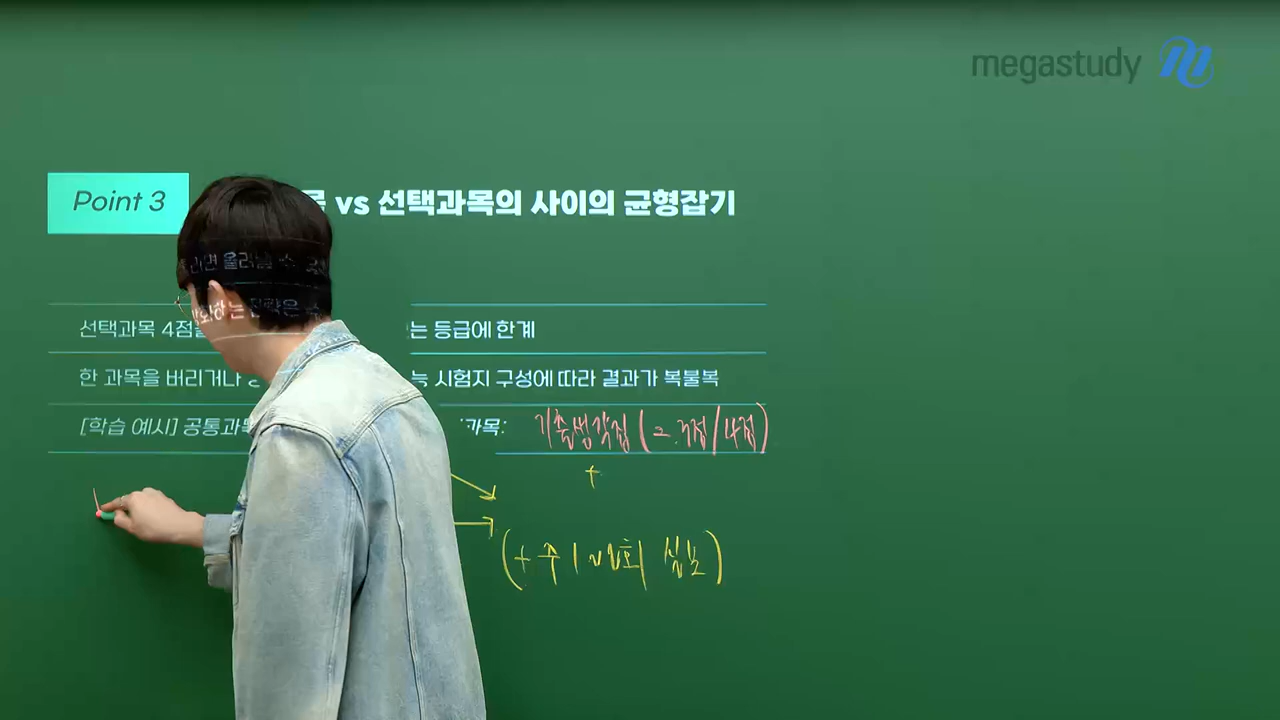 megastudy
Point 3
vs 선택과목의 사이의 균형잡기
선택과목 4점을
는 등급에 한계
한 과목을 버리거나
능 시험지 구성에 따라 결과가 복불복
[학습 예시] 공통과목
과목: 기출생각집 (2.3점/4점)
+
(+ 주 1~2회 실모)